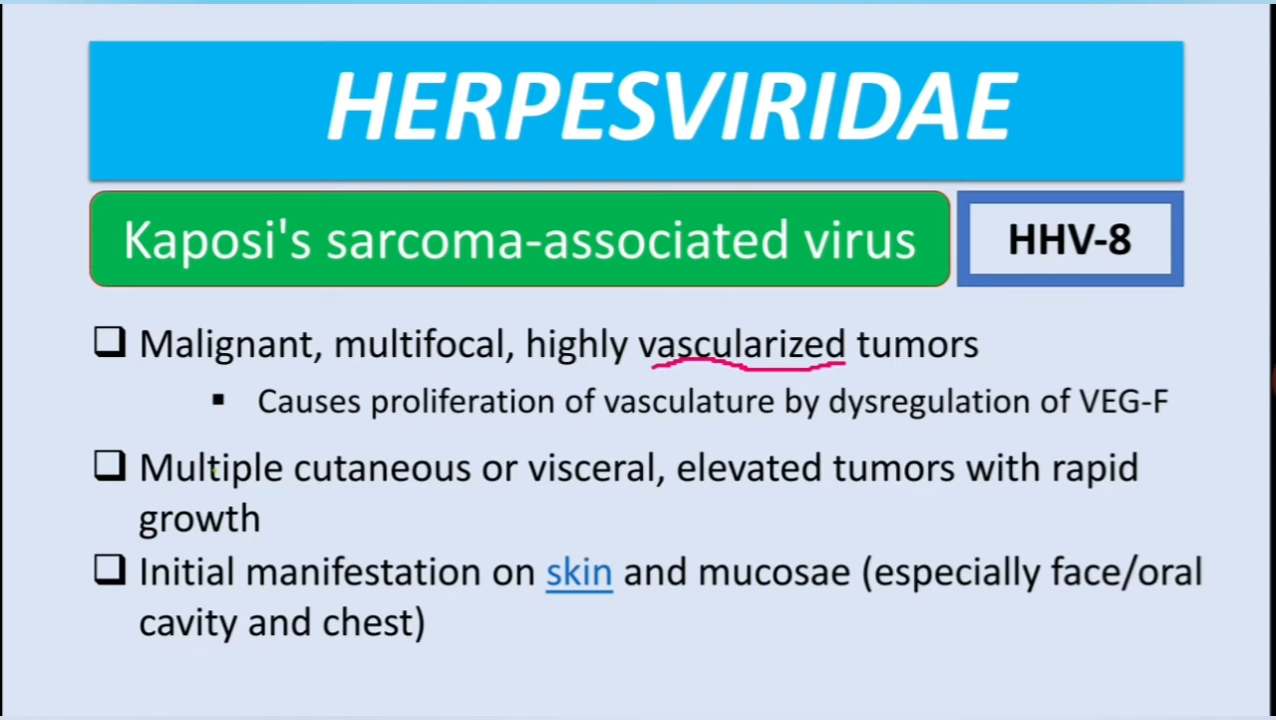 HERPESVIRIDAE
Kaposi's sarcoma-associated virus
HHV-8
Malignant, multifocal, highly vascularized tumors
Causes proliferation of vasculature by dysregulation of VEG-F
Multiple cutaneous or visceral, elevated tumors with rapid
growth
Initial manifestation on skin and mucosae (especially face/oral
cavity and chest)